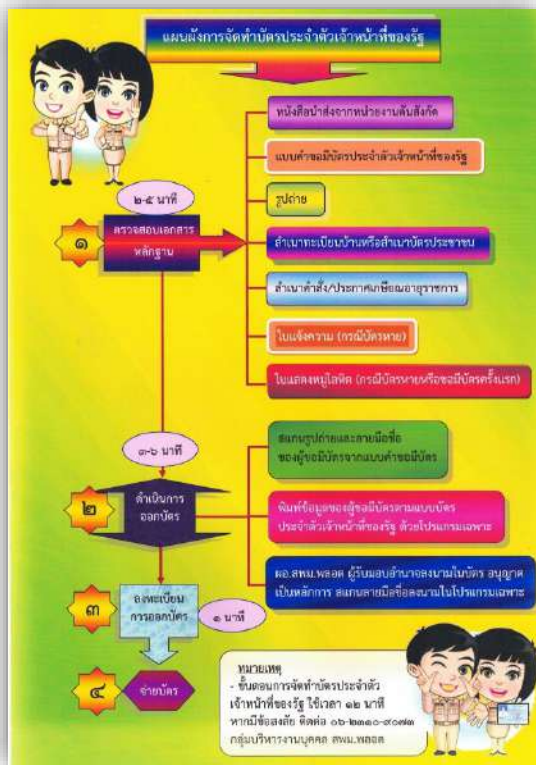 แผนผังการจัดทำบัตรประจำตัวเจ้าหน้าที่ของรัฐ
หนังสือนำส่งจากหน่วยงานต้นสังกัด
แบบคำขอมีบัตรประจำตัวเจ้าหน้าที่ของรัฐ
รูปถ่าย
๒-๕ นาที
๑
ตรวจสอบเอกสาร
หลักฐาน
สำเนาทะเบียนบ้านหรือสำเนาบัตรประชาชน
สำเนาคำสั่ง/ประกาศเกษียณอายุราชการ
ใบแจ้งความ (กรณีบัตรหาย)
ใบแสดงหมู่โลหิต (กรณีบัตรหายหรือขอมีบัตรครั้งแรก)
๓-๖ นาที
๒
ดำเนินการ
ออกบัตร
สแกนรูปถ่ายและลายมือชื่อ
ของผู้ขอมีบัตรจากแบบคำขอมีบัตร
พิมพ์ข้อมูลของผู้ขอมีบัตรตามแบบบัตร
ประจำตัวเจ้าหน้าที่ของรัฐ ด้วยโปรแกรมเฉพาะ
ผอ.สพม.พลอต ผู้รับมอบอำนาจลงนามในบัตร อนุญาต
เป็นหลักการ สแกนลายมือชื่อลงนามในโปรแกรมเฉพาะ
๓
ลงทะเบียน
การออกบัตร
๑ นาที
๔
จ่ายบัตร
หมายเหตุ
- ขั้นตอนการจัดทำบัตรประจำตัว
เจ้าหน้าที่ของรัฐ ใช้เวลา ๑๒ นาที
หากมีข้อสงสัย ติดต่อ
กลุ่มบริหารงานบุคคล สพม.พลอต